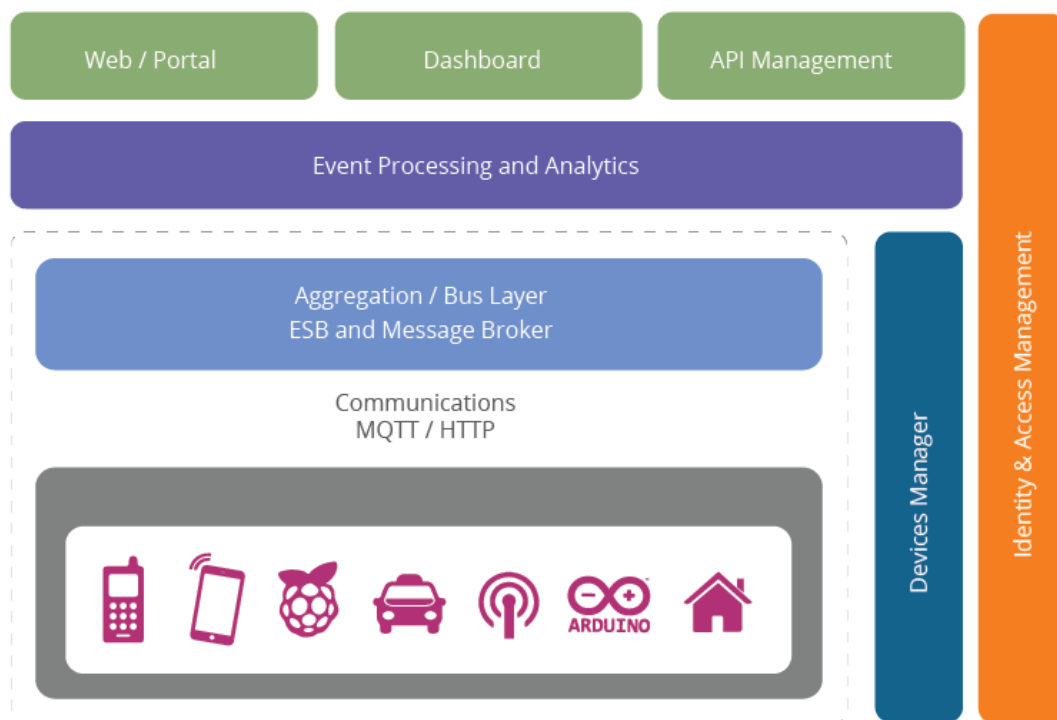 Web / Portal
Dashboard
API Management
Event Processing and Analytics
Aggregation / Bus Layer
ESB and Message Broker
Communications
MQTT / HTTP
ARDUINO
Devices Manager
Identity & Access Management